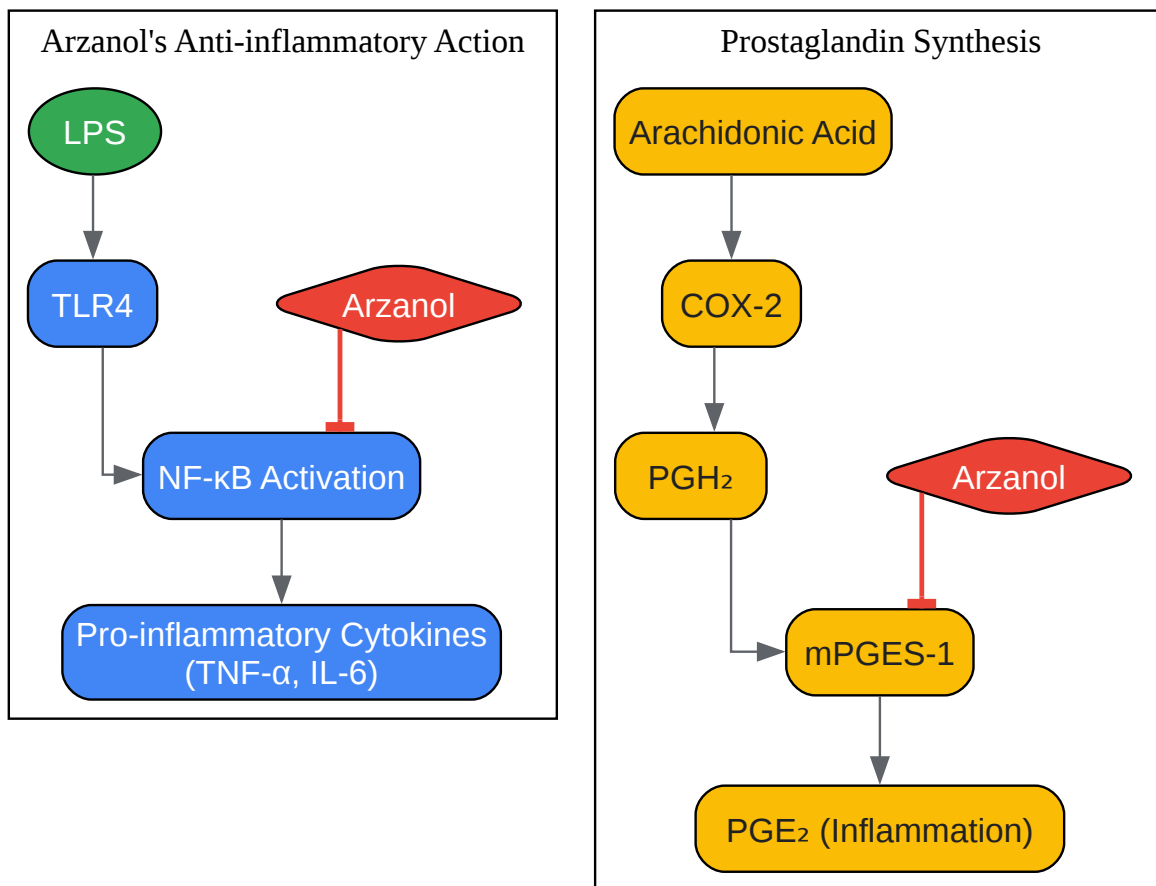 Arzanol's Anti-inflammatory Action
LPS
TLR4
Arzanol
NF-κB Activation
Pro-inflammatory Cytokines
(TNF-α, IL-6)
Prostaglandin Synthesis
Arachidonic Acid
COX-2
PGH₂
Arzanol
mPGES-1
PGE₂ (Inflammation)